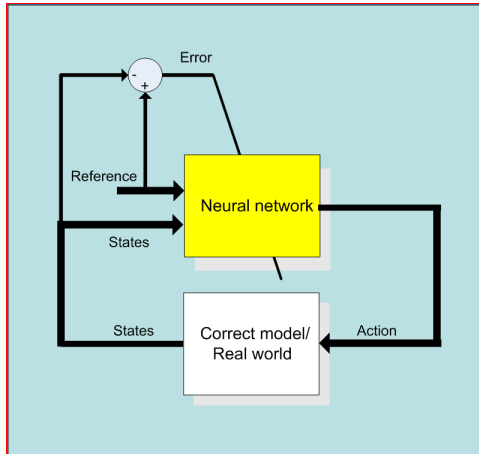 Error
-
+
Reference
Neural network
States
States
Correct model/
Real world
Action